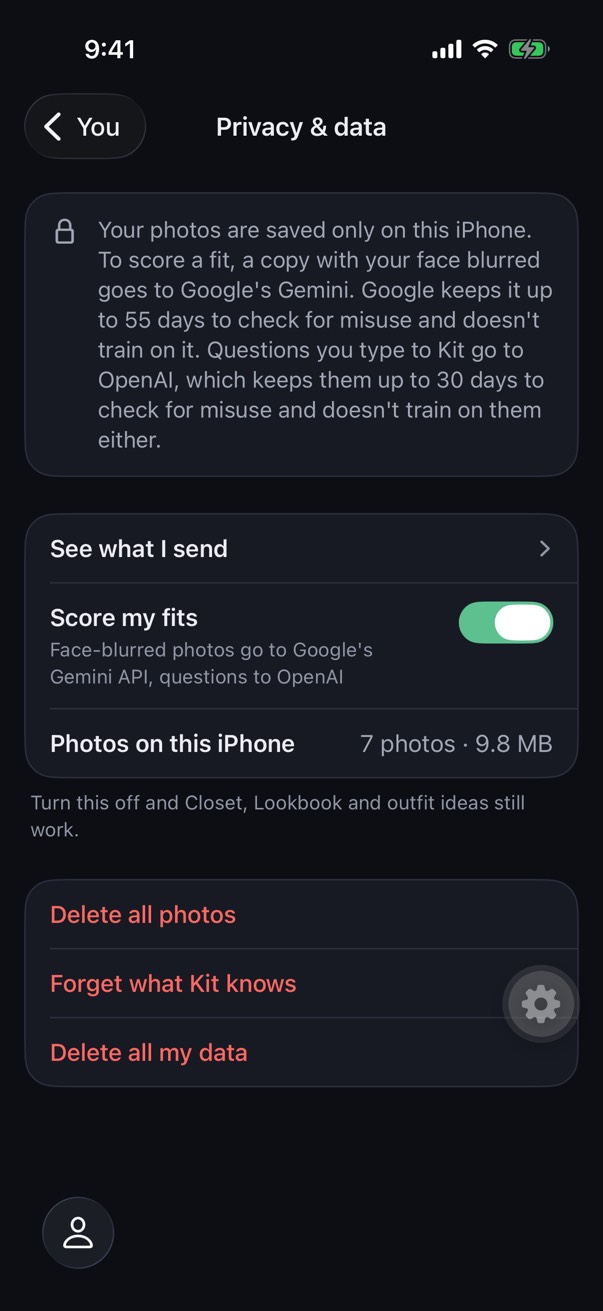 9:41
You
Privacy & data
Your photos are saved only on this iPhone.
To score a fit, a copy with your face blurred
goes to Google's Gemini. Google keeps it up
to 55 days to check for misuse and doesn't
train on it. Questions you type to Kit go to
OpenAI, which keeps them up to 30 days to
check for misuse and doesn't train on them
either.
See what I send
Score my fits
Face-blurred photos go to Google's
Gemini API, questions to OpenAI
Photos on this iPhone 7 photos · 9.8 MB
Turn this off and Closet, Lookbook and outfit ideas still
work.
Delete all photos
Forget what Kit knows
Delete all my data